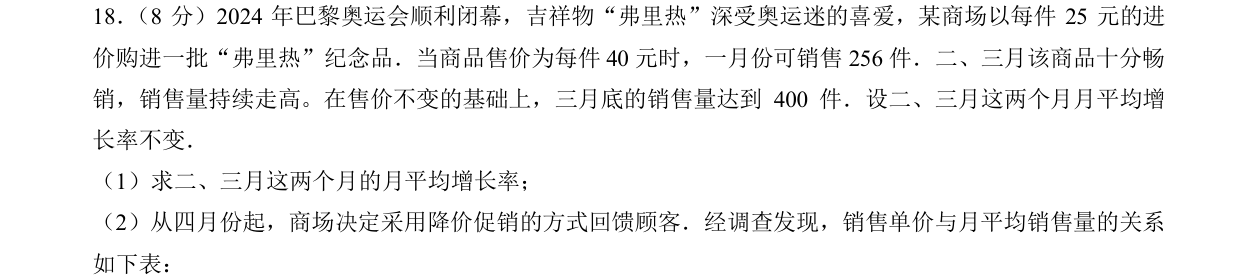 18.（8 分）2024 年巴黎奥运会顺利闭幕，吉祥物“弗里热”深受奥运迷的喜爱，某商场以每件 25 元的进
价购进一批“弗里热”纪念品．当商品售价为每件 40 元时，一月份可销售 256 件．二、三月该商品十分畅
销，销售量持续走高。在售价不变的基础上，三月底的销售量达到 400 件．设二、三月这两个月月平均增
长率不变．
（1）求二、三月这两个月的月平均增长率；
（2）从四月份起，商场决定采用降价促销的方式回馈顾客．经调查发现，销售单价与月平均销售量的关系
如下表：